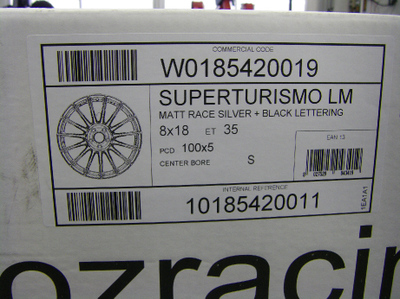 COMMERCIAL CODE
W0185420019
SUPERTURISMO LM
MATT RACE SILVER + BLACK LETTERING
8x18 ET 35
PCD 100x5
CENTER BORE S
EAN 13
INTERNAL REFERENCE
10185420011
1EA1A1
ozracin